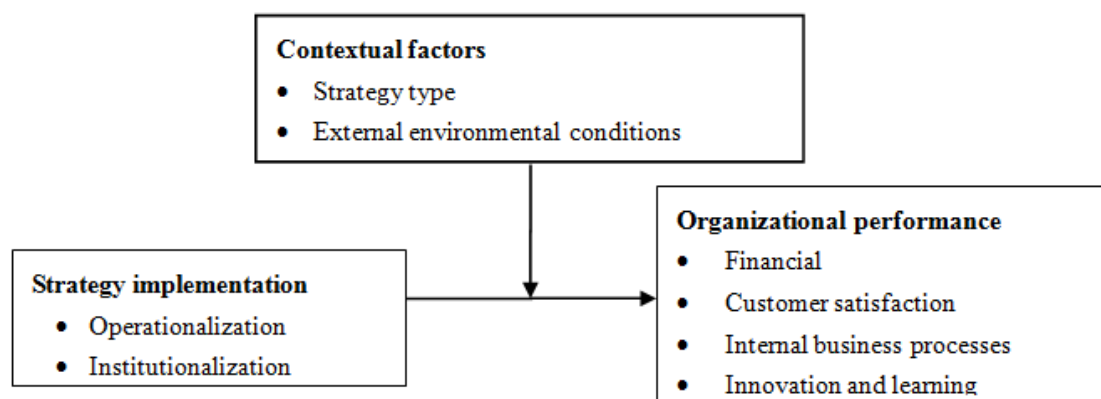 Contextual factors
• Strategy type
• External environmental conditions
Organizational performance
• Financial
• Customer satisfaction
• Internal business processes
• Innovation and learning
Strategy implementation
• Operationalization
• Institutionalization